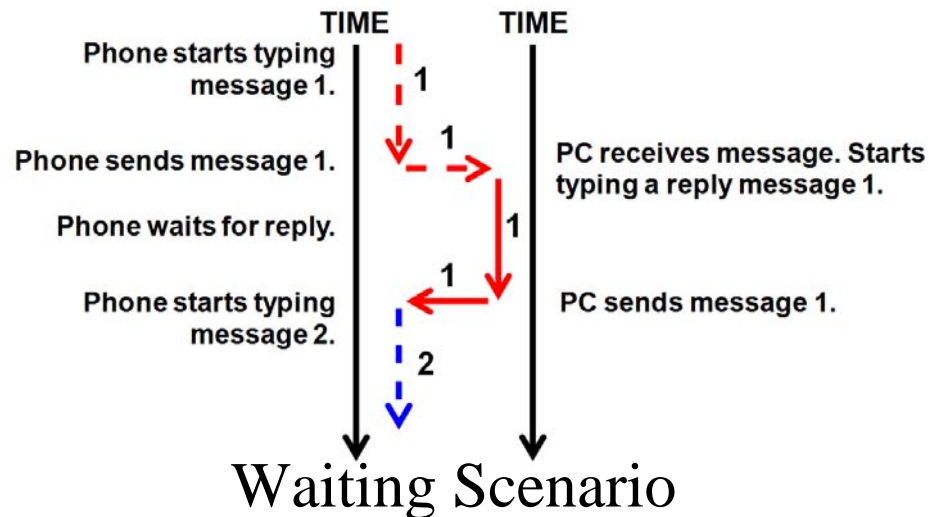 TIME
TIME
Phone starts typing
message 1.
1
1
Phone sends message 1.
PC receives message. Starts
typing a reply message 1.
Phone waits for reply.
1
1
Phone starts typing
message 2.
PC sends message 1.
2
Waiting Scenario